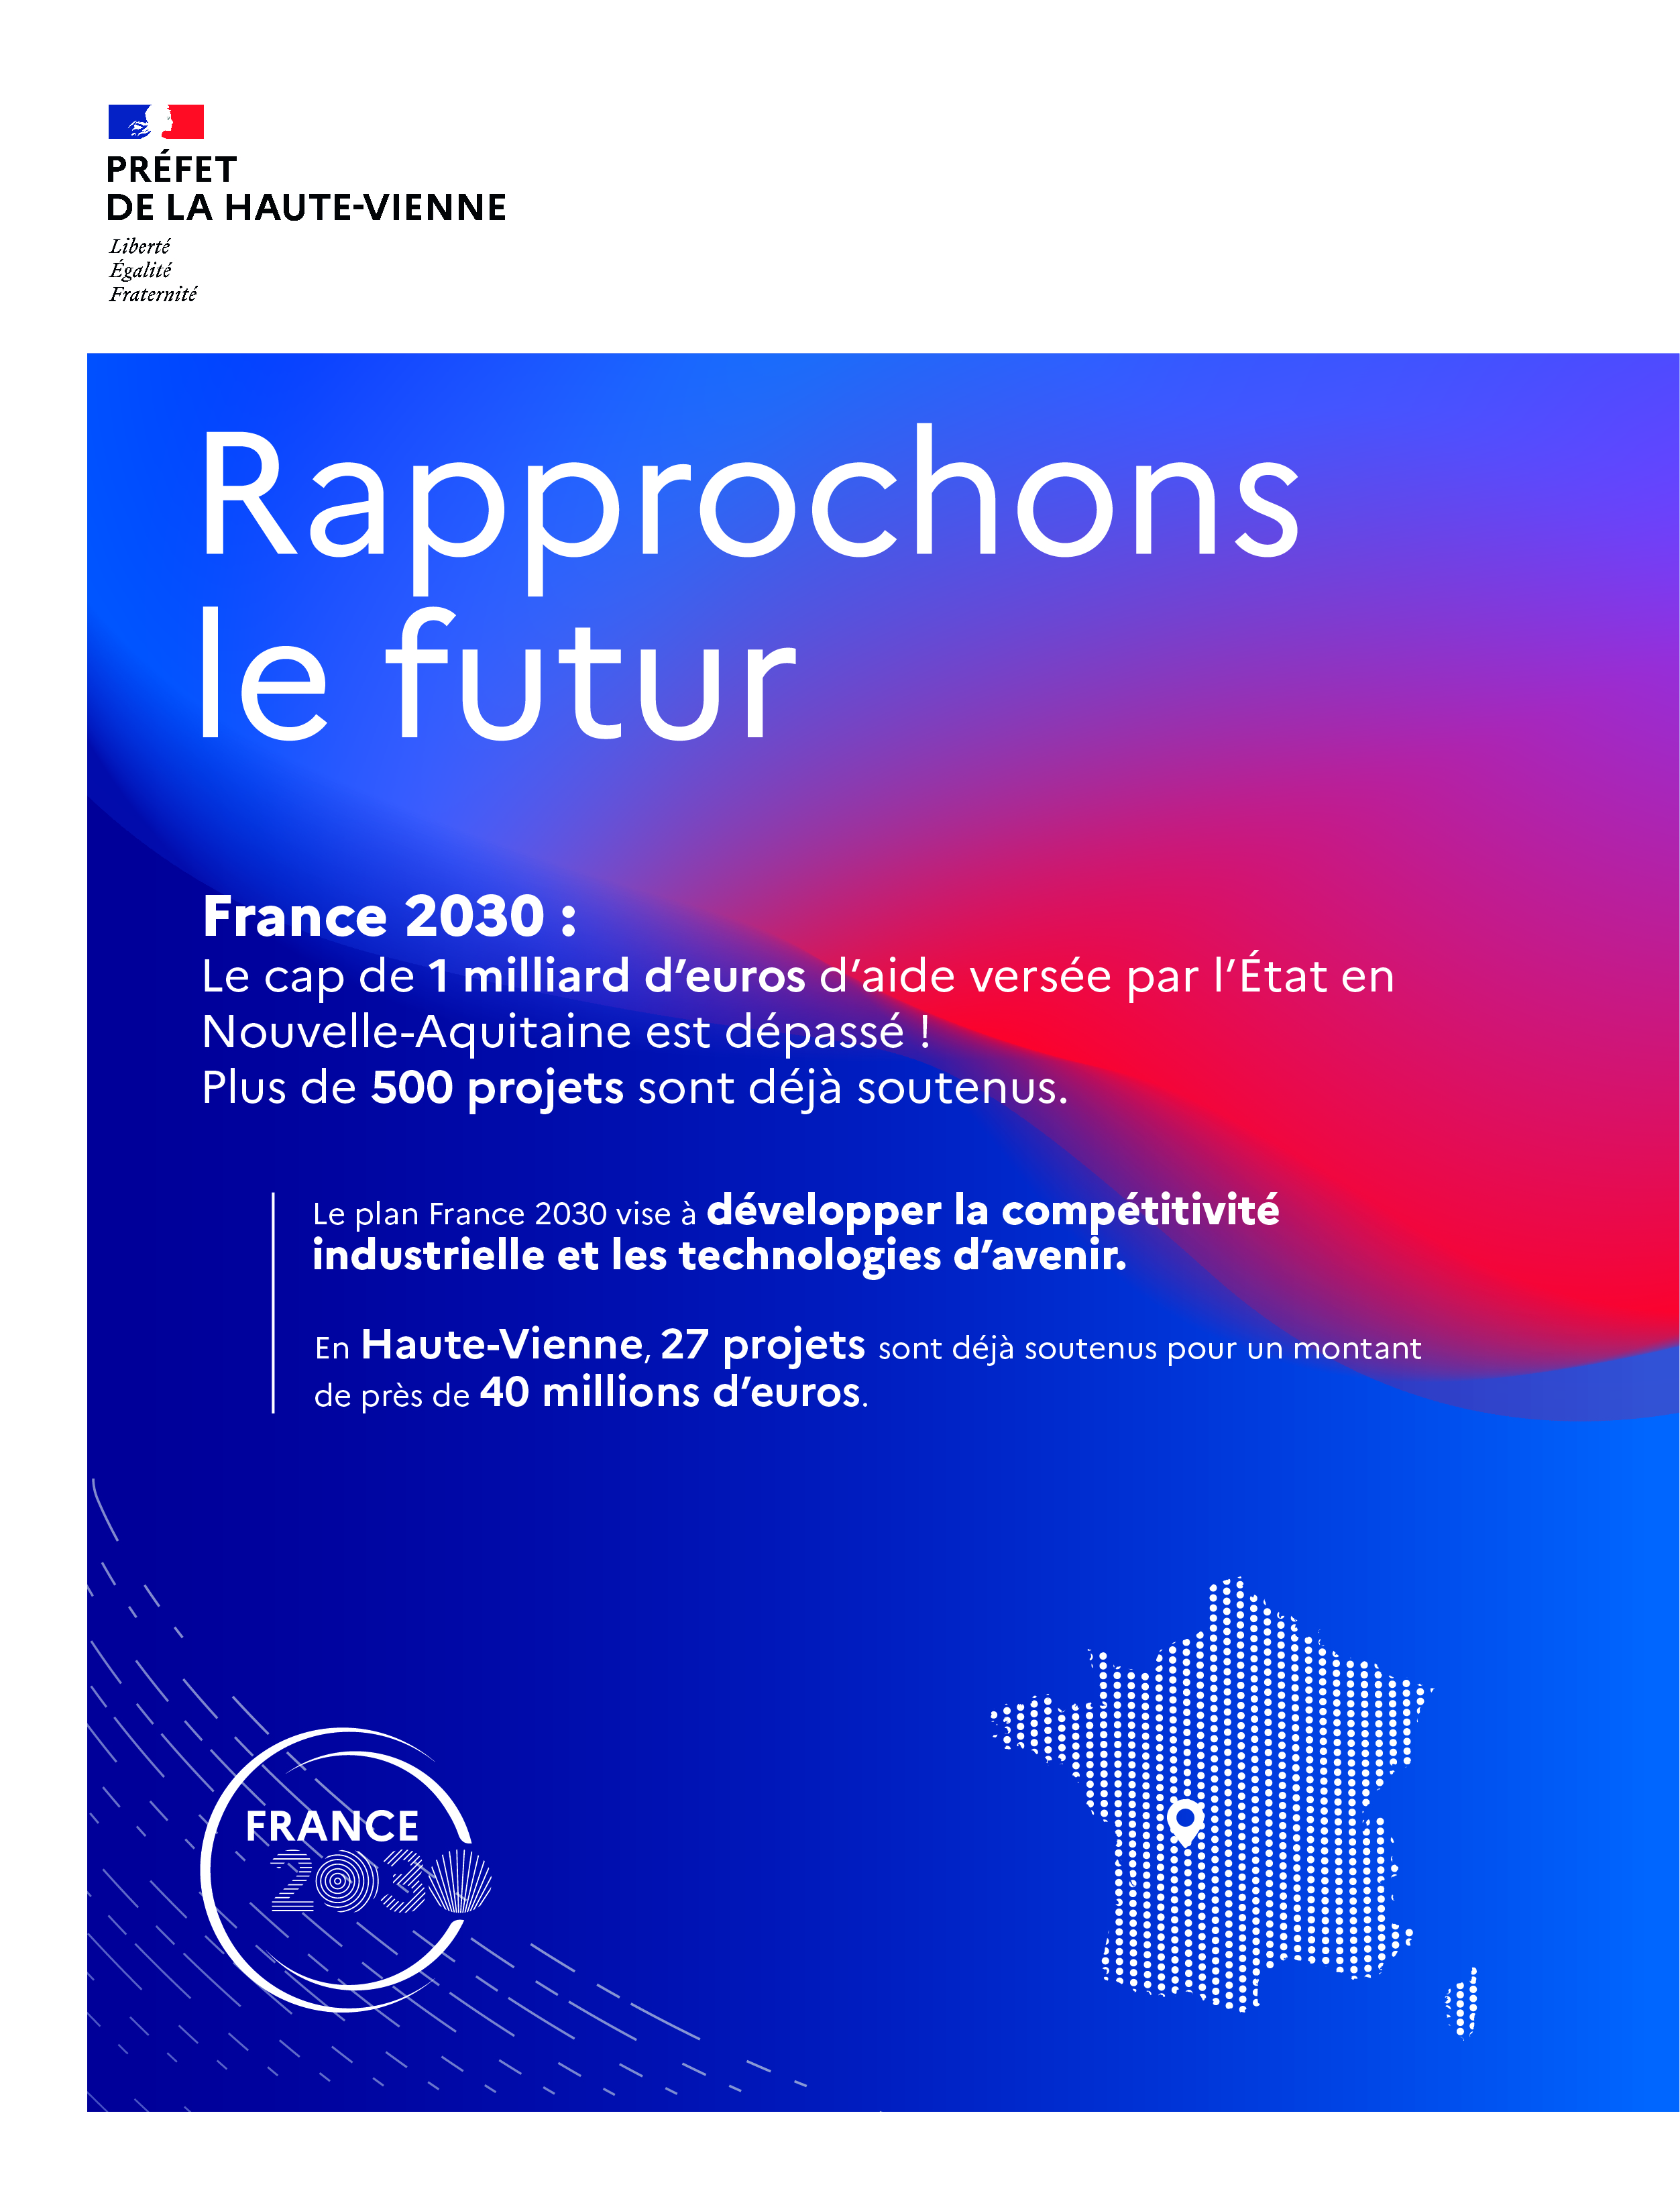 PRÉFET
DE LA HAUTE-VIENNE
Liberté
Égalité
Fraternité
Rapprochons
le futur
France 2030 :
Le cap de 1 milliard d’euros d’aide versée par l’État en
Nouvelle-Aquitaine est dépassé !
Plus de 500 projets sont déjà soutenus.
Le plan France 2030 vise à développer la compétitivité
industrielle et les technologies d’avenir.
En Haute-Vienne, 27 projets sont déjà soutenus pour un montant
de près de 40 millions d’euros.
FRANCE
2030